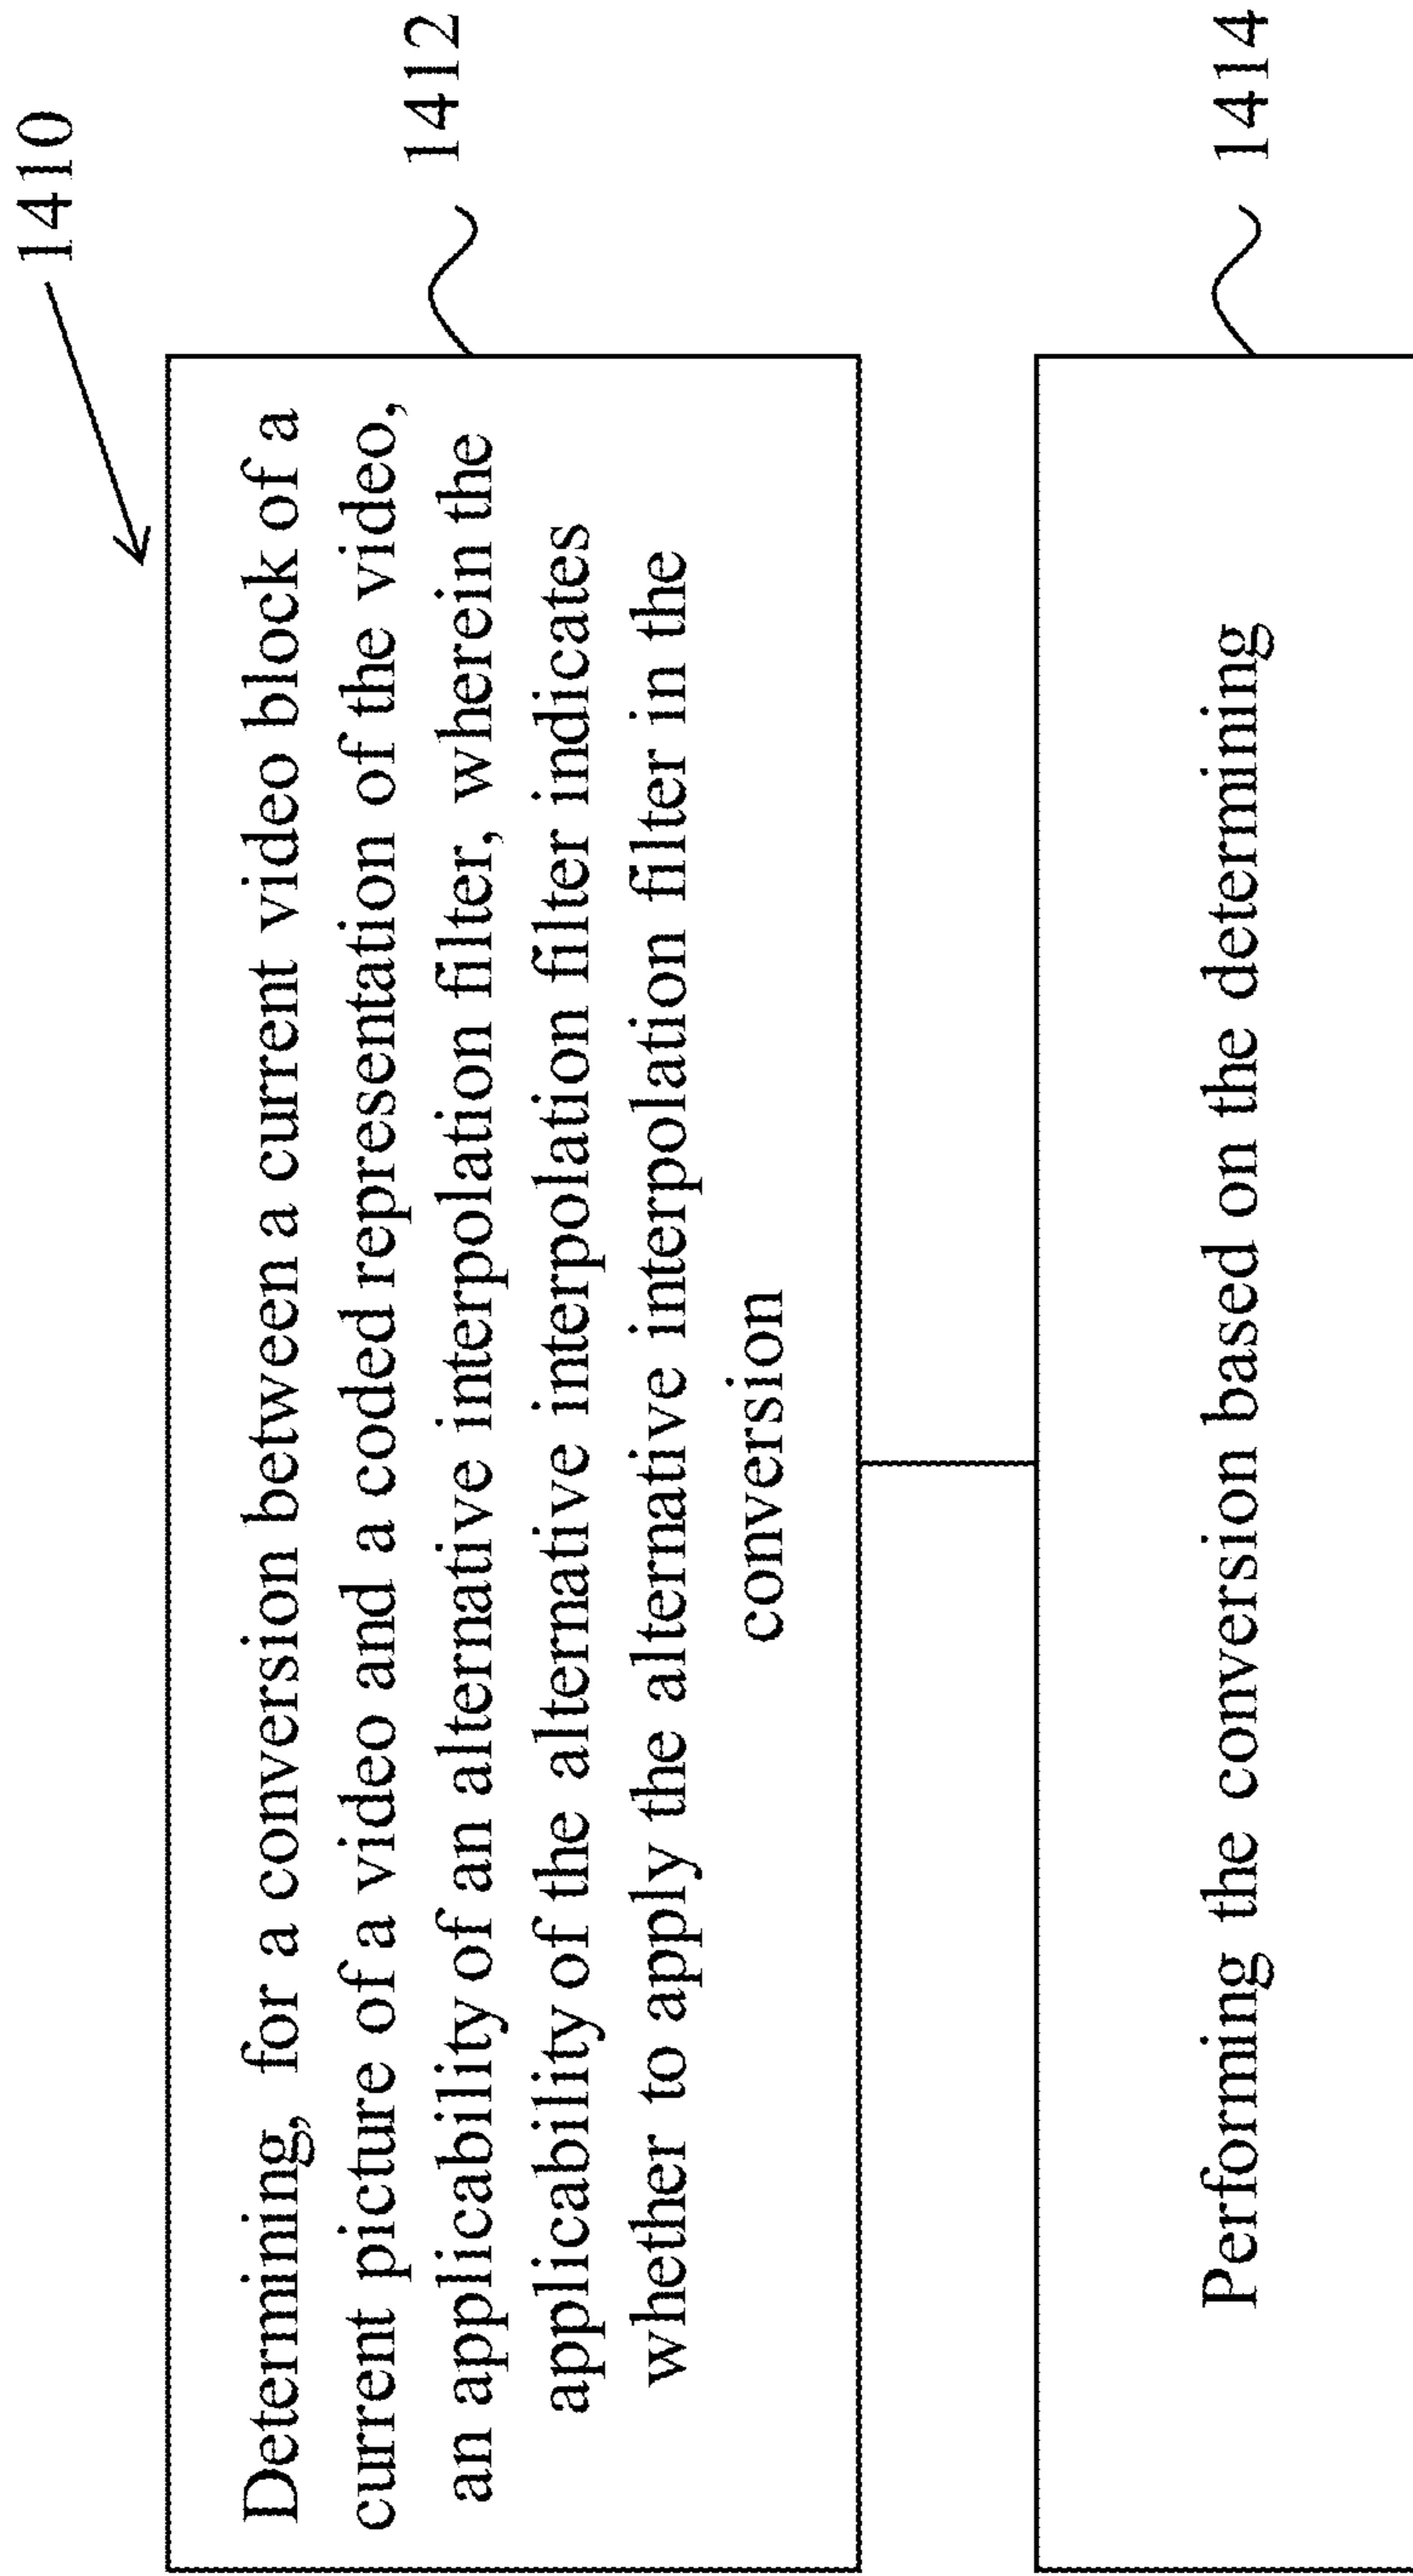 1410
Determining, for a conversion between a current video block of a
current picture of a video and a coded representation of the video,
an applicability of an alternative interpolation filter, wherein the
applicability of the alternative interpolation filter indicates
whether to apply the alternative interpolation filter in the
conversion
1412
Performing the conversion based on the determining
1414